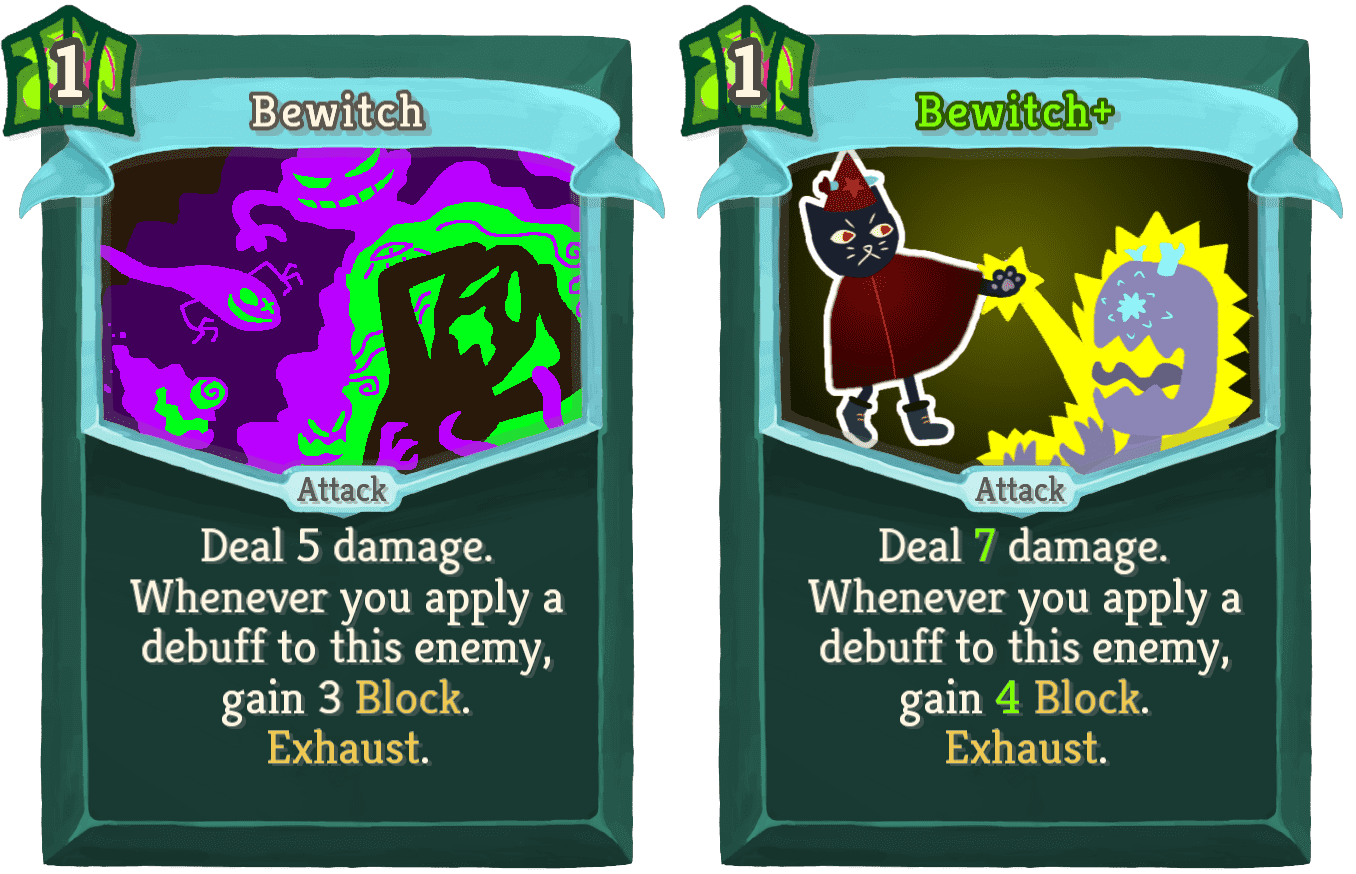 1
Bewitch
Attack
Deal 5 damage.
Whenever you apply a
debuff to this enemy,
gain 3 Block.
Exhaust.
1
Bewitch+
Attack
Deal 7 damage.
Whenever you apply a
debuff to this enemy,
gain 4 Block.
Exhaust.